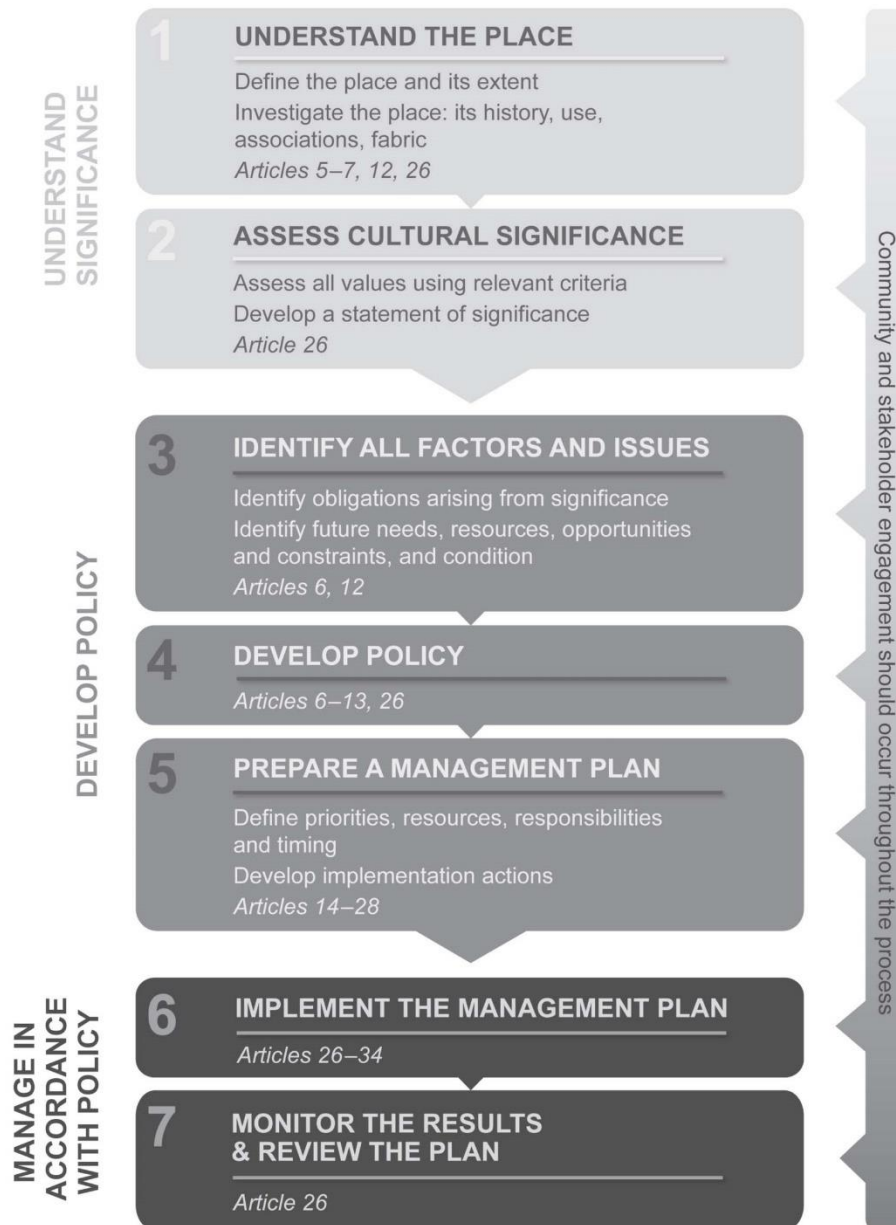 UNDERSTAND
SIGNIFICANCE
1
UNDERSTAND THE PLACE
Define the place and its extent
Investigate the place: its history, use,
associations, fabric
Articles 5–7, 12, 26
2
ASSESS CULTURAL SIGNIFICANCE
Assess all values using relevant criteria
Develop a statement of significance
Article 26
DEVELOP POLICY
3
IDENTIFY ALL FACTORS AND ISSUES
Identify obligations arising from significance
Identify future needs, resources, opportunities
and constraints, and condition
Articles 6, 12
4
DEVELOP POLICY
Articles 6–13, 26
5
PREPARE A MANAGEMENT PLAN
Define priorities, resources, responsibilities
and timing
Develop implementation actions
Articles 14–28
MANAGE IN
ACCORDANCE
WITH POLICY
6
IMPLEMENT THE MANAGEMENT PLAN
Articles 26–34
7
MONITOR THE RESULTS
& REVIEW THE PLAN
Article 26
Community and stakeholder engagement should occur throughout the process